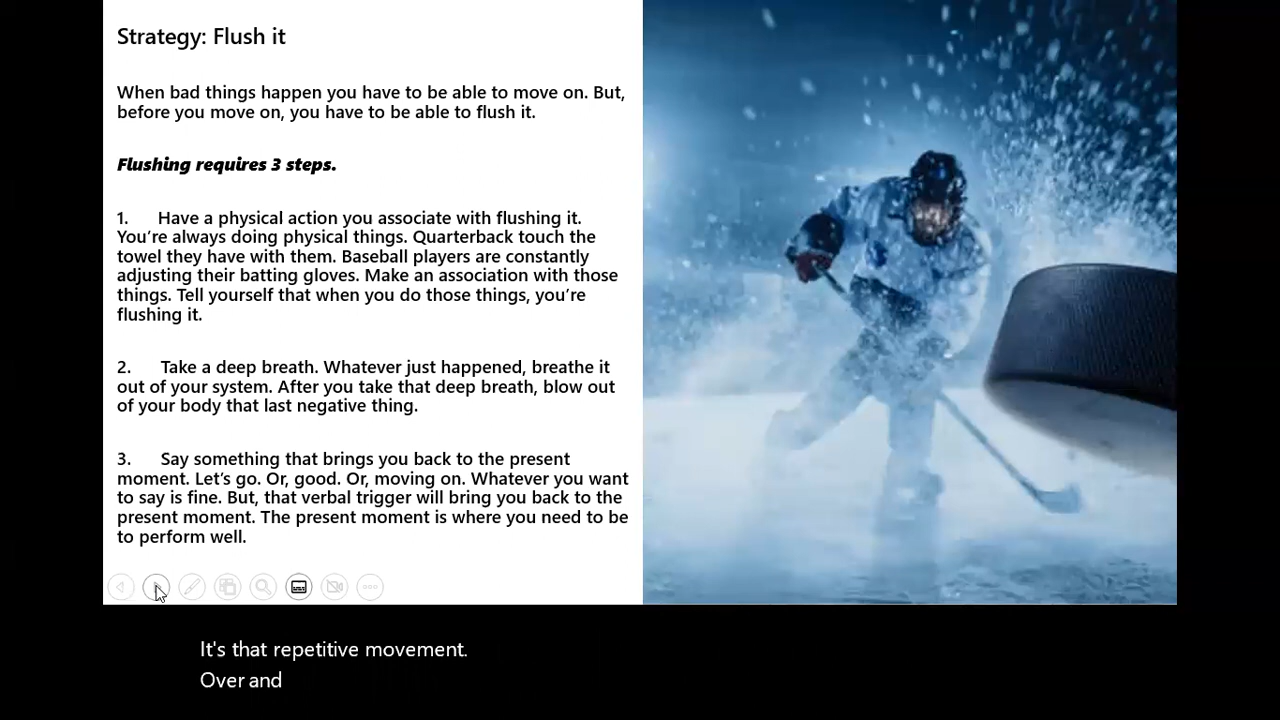 Strategy: Flush it
When bad things happen you have to be able to move on. But,
before you move on, you have to be able to flush it.
Flushing requires 3 steps.
1. Have a physical action you associate with flushing it.
You’re always doing physical things. Quarterback touch the
towel they have with them. Baseball players are constantly
adjusting their batting gloves. Make an association with those
things. Tell yourself that when you do those things, you’re
flushing it.
2. Take a deep breath. Whatever just happened, breathe it
out of your system. After you take that deep breath, blow out
of your body that last negative thing.
3. Say something that brings you back to the present
moment. Let’s go. Or, good. Or, moving on. Whatever you want
to say is fine. But, that verbal trigger will bring you back to the
present moment. The present moment is where you need to be
to perform well.
It's that repetitive movement.
Over and